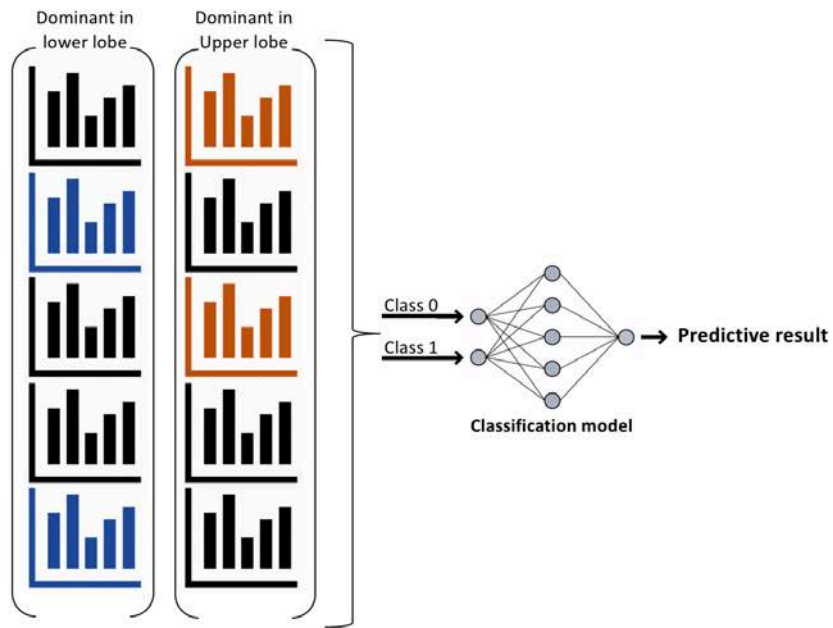 Dominant in
lower lobe
Dominant in
Upper lobe
Class 0
Class 1
Predictive result
Classification model